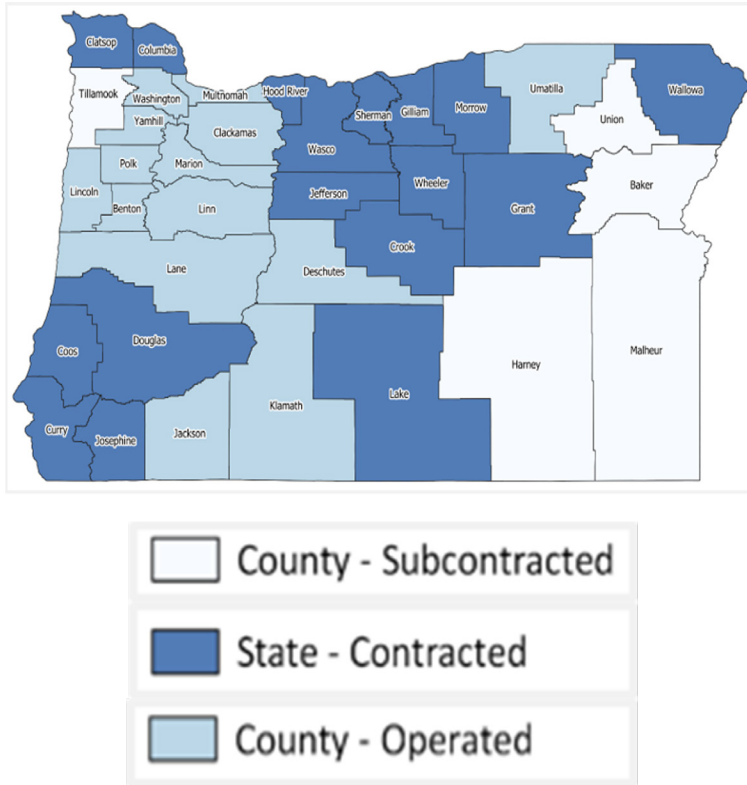 Clatsop
Columbia
Tillamook
Washington
Multnomah
Hood River
Sherman
Gilliam
Morrow
Umatilla
Wallowa
Union
Yamhill
Clackamas
Wasco
Polk
Marion
Wheeler
Baker
Lincoln
Benton
Linn
Jefferson
Grant
Crook
Lane
Deschutes
Coos
Douglas
Harney
Malheur
Klamath
Lake
Curry
Josephine
Jackson
County - Subcontracted
State - Contracted
County - Operated